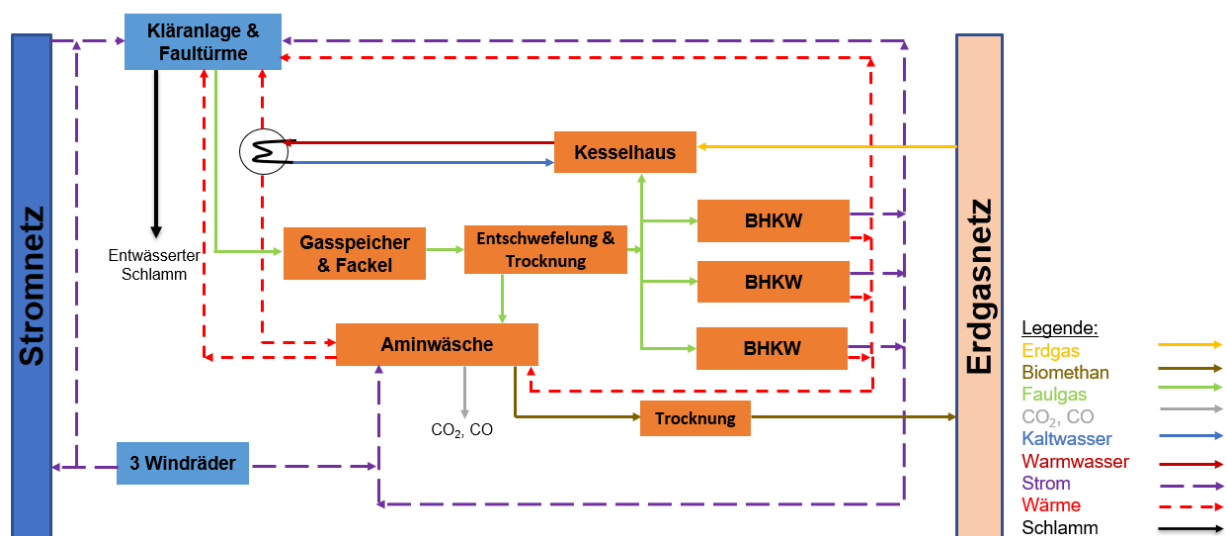 Kläranlage &
Faultürme
Stromnetz
Kesselhaus
Entwässerter
Schlamm
Gasspeicher
& Fackel
Entschwefelung &
Trocknung
BHKW
BHKW
BHKW
Aminwäsche
CO₂, CO
Trocknung
3 Windräder
Erdgasnetz
Legende:
Erdgas
Biomethan
Faulgas
CO₂, CO
Kaltwasser
Warmwasser
Strom
Wärme
Schlamm